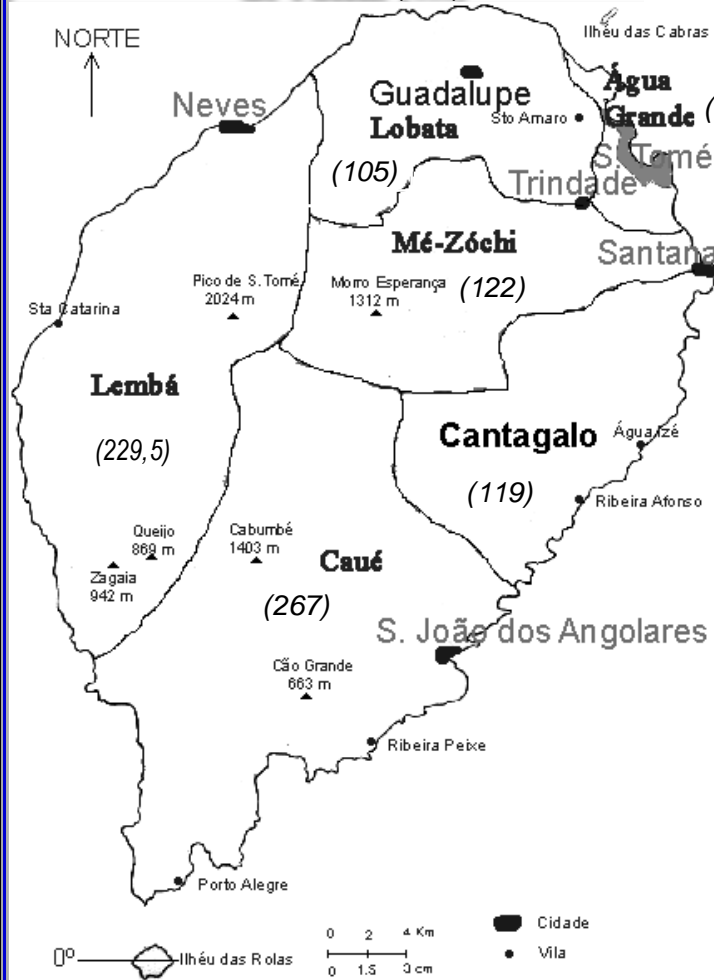 NORTE
Ilhéu das Cabras
Água
Grande (
Guadalupe
Neves
Lobata
Sto Amaro
S. Tomé
(105)
Trindade
Mé-Zóchi
Santana
Pico de S. Tomé
2024 m
Morro Esperança
1312 m
(122)
Sta Catarina
Lembá
Cantagalo
Água Izé
(229,5)
(119)
Ribeira Afonso
Queijo
869 m
Cabumbé
1403 m
Caué
Zagaia
942 m
(267)
S. João dos Angolares
Cão Grande
663 m
Ribeira Peixe
Porto Alegre
0 2 4 Km
Cidade
0º
Ilhéu das Rolas
Vila
0 1.5 3 cm